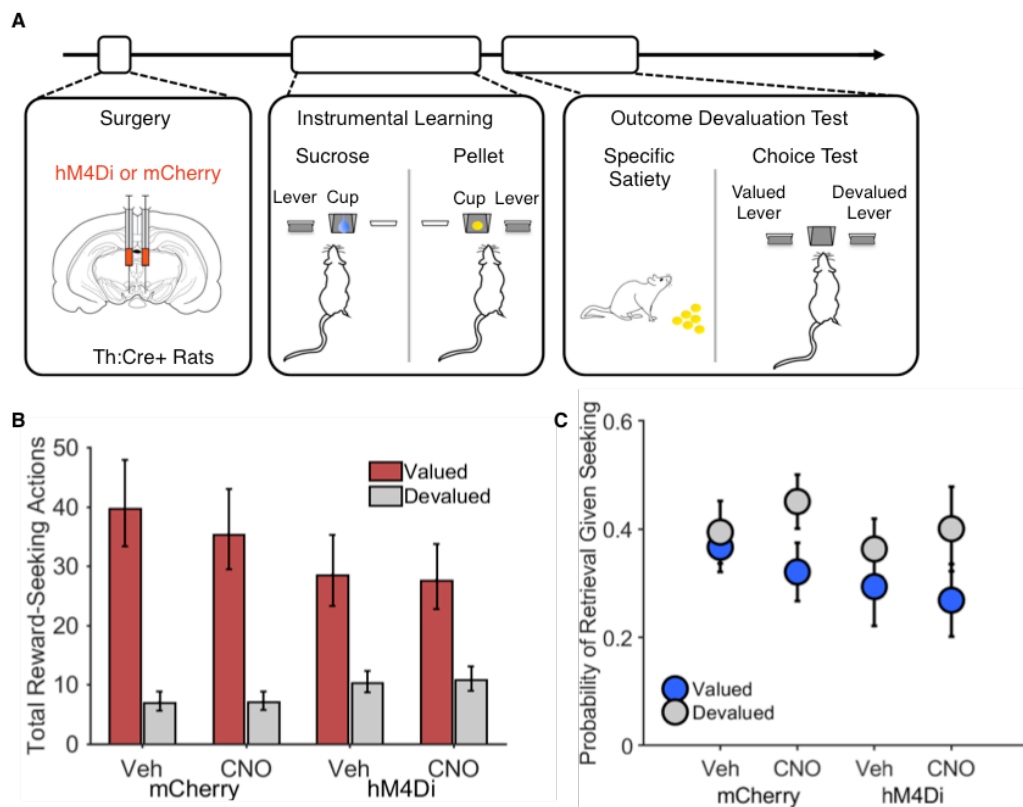 A
Surgery
hM4Di or mCherry
Th:Cre+ Rats
Instrumental Learning
Sucrose
Pellet
Lever Cup
Cup Lever
Outcome Devaluation Test
Specific
Satiety
Choice Test
Valued
Lever
Devalued
Lever
B
Total Reward-Seeking Actions
50
40
30
20
10
0
Valued
Devalued
Veh CNO Veh CNO
mCherry hM4Di
C
Probability of Retrieval Given Seeking
0.6
0.4
0.2
0
Valued
Devalued
Veh CNO Veh CNO
mCherry hM4Di